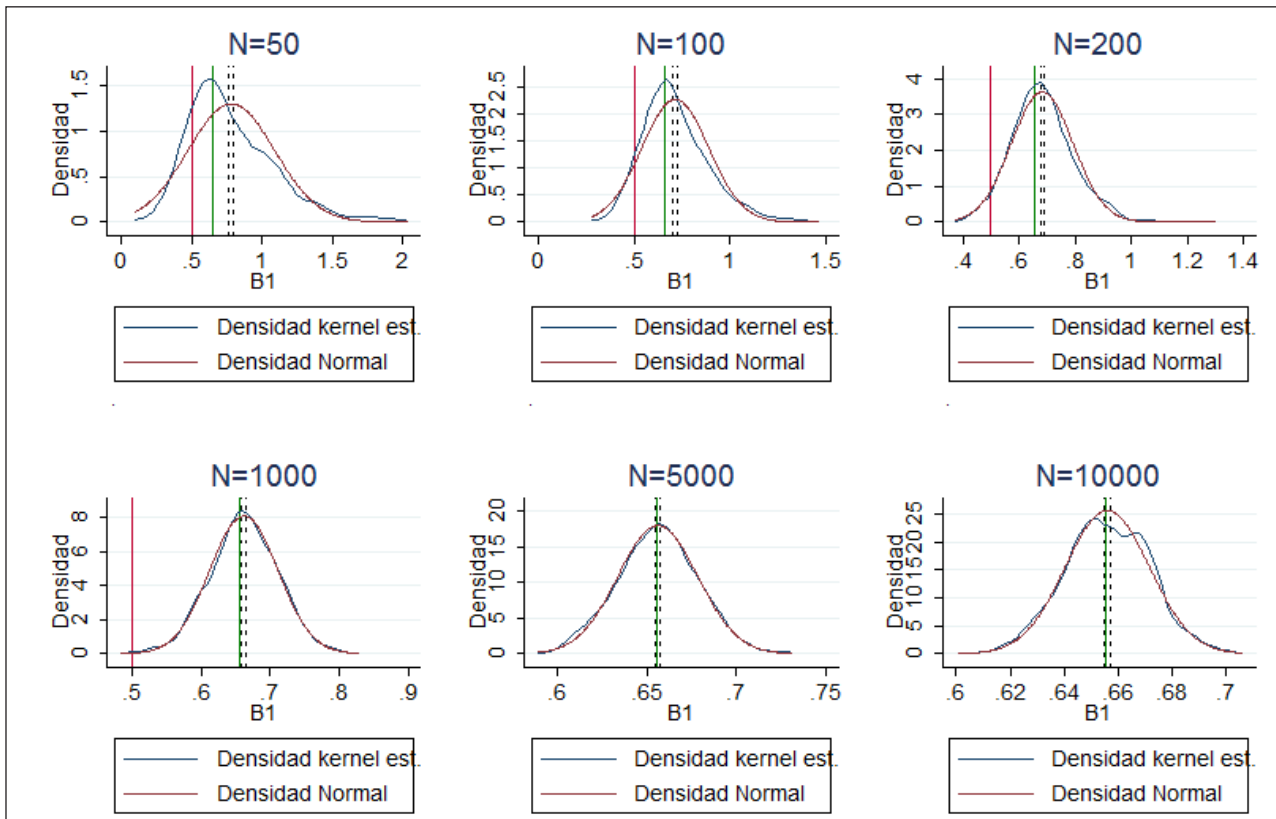 N=50
Densidad
0 .5 1 1.5
0 .5 1 1.5 2
B1
Densidad kernel est.
Densidad Normal
N=100
Densidad
0 .5 1 1.5 2 2.5
0 .5 1 1.5
B1
Densidad kernel est.
Densidad Normal
N=200
Densidad
0 1 2 3 4
.4 .6 .8 1 1.2 1.4
B1
Densidad kernel est.
Densidad Normal
N=1000
Densidad
0 2 4 6 8
.5 .6 .7 .8 .9
B1
Densidad kernel est.
Densidad Normal
N=5000
Densidad
0 5 10 15 20
.6 .65 .7 .75
B1
Densidad kernel est.
Densidad Normal
N=10000
Densidad
0 5 10 15 20 25
.6 .62 .64 .66 .68 .7
B1
Densidad kernel est.
Densidad Normal